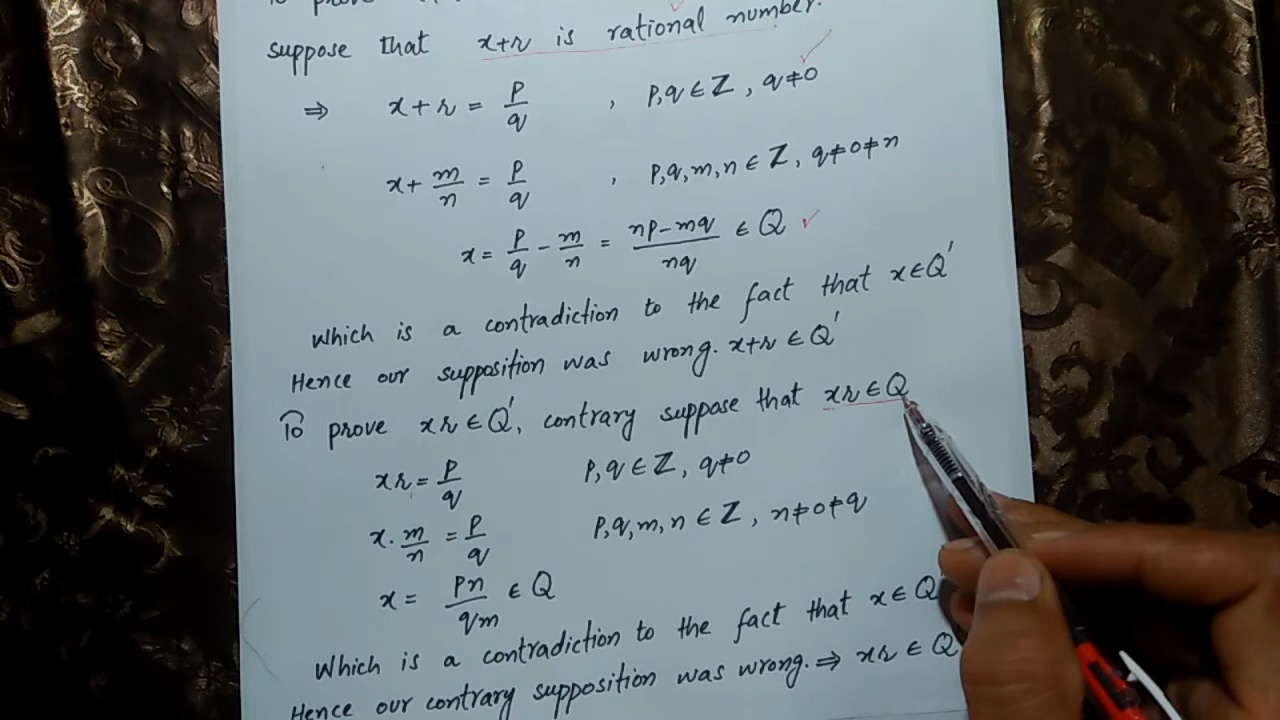 To prove
suppose that x+r is rational number.
⇒ x+r = p/q , p,q ∈ Z, q≠0
x + m/n = p/q , p,q,m,n ∈ Z, q≠0≠n
x = p/q - m/n = np-mq/nq ∈ Q
which is a contradiction to the fact that x∈Q'
Hence our supposition was wrong. x+r ∈ Q'
To prove xr∈Q', contrary suppose that xr∈Q
xr = p/q p,q ∈ Z, q≠0
x. m/n = p/q p,q,m,n ∈ Z, n≠0≠q
x = pn/qm ∈ Q
which is a contradiction to the fact that x∈Q'
Hence our contrary supposition was wrong. ⇒ xr ∈ Q